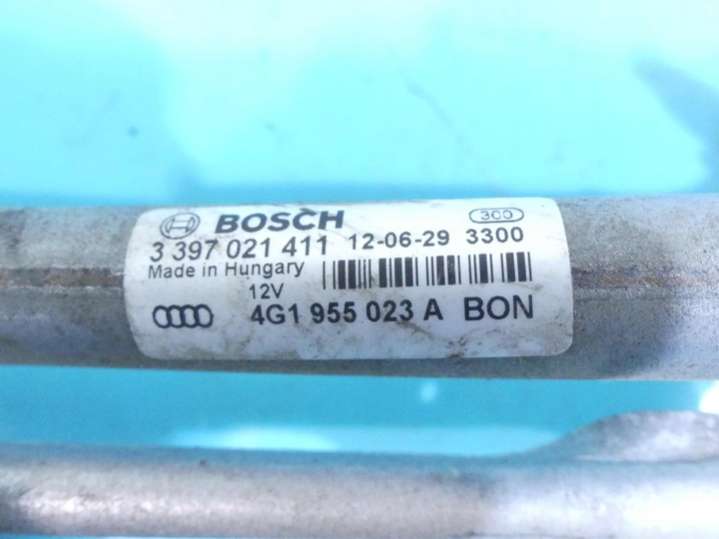 BOSCH 300
3 397 021 411 12-06-29 3300
Made in Hungary
12V
4G1 955 023 A BON